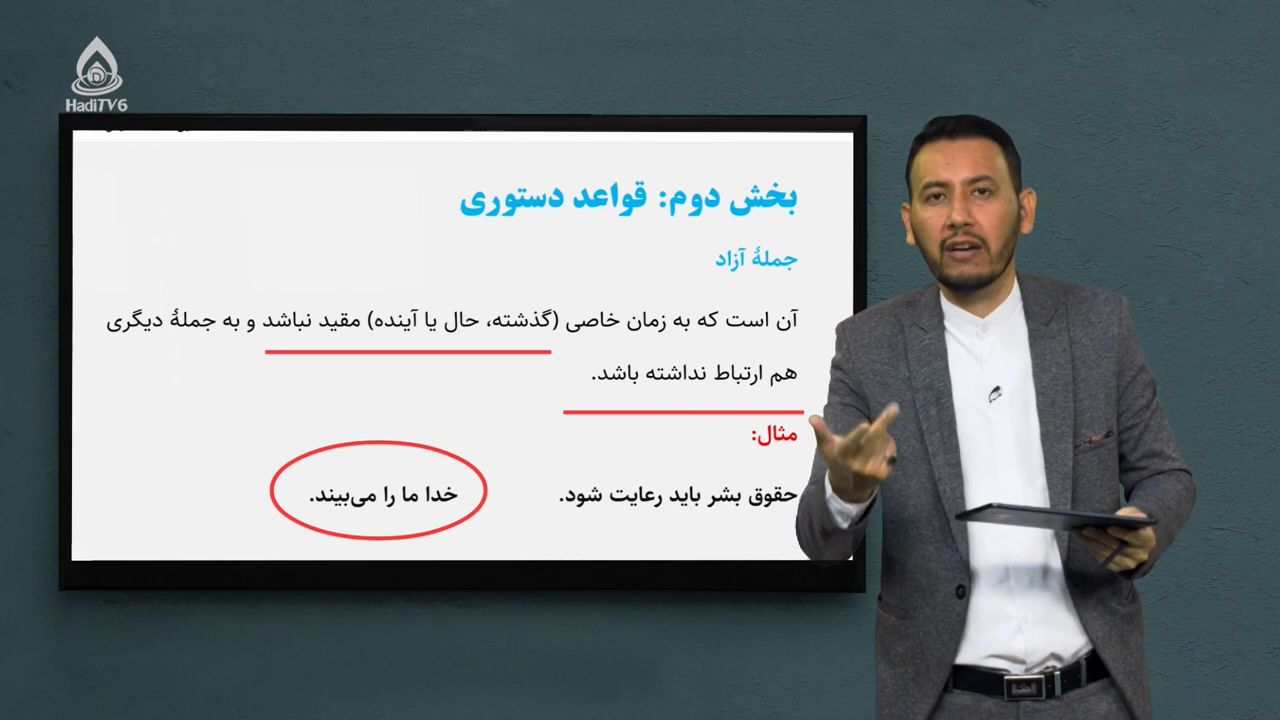 HadiTV6
بخش دوم: قواعد دستوری
جملهٔ آزاد
آن است که به زمان خاصی (گذشته، حال یا آینده) مقید نباشد و به جملهٔ دیگری
هم ارتباط نداشته باشد.
مثال:
حقوق بشر باید رعایت شود. خدا ما را می‌بیند.